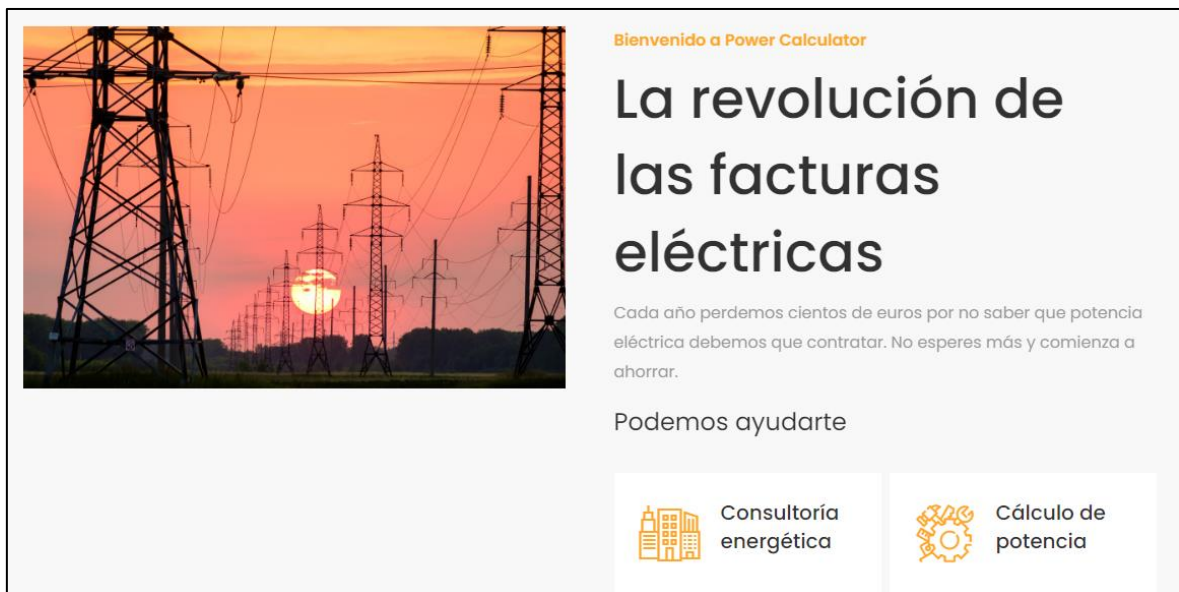 Bienvenido a Power Calculator
La revolución de
las facturas
eléctricas
Cada año perdemos cientos de euros por no saber que potencia
eléctrica debemos que contratar. No esperes más y comienza a
ahorrar.
Podemos ayudarte
Consultoría
energética
Cálculo de
potencia